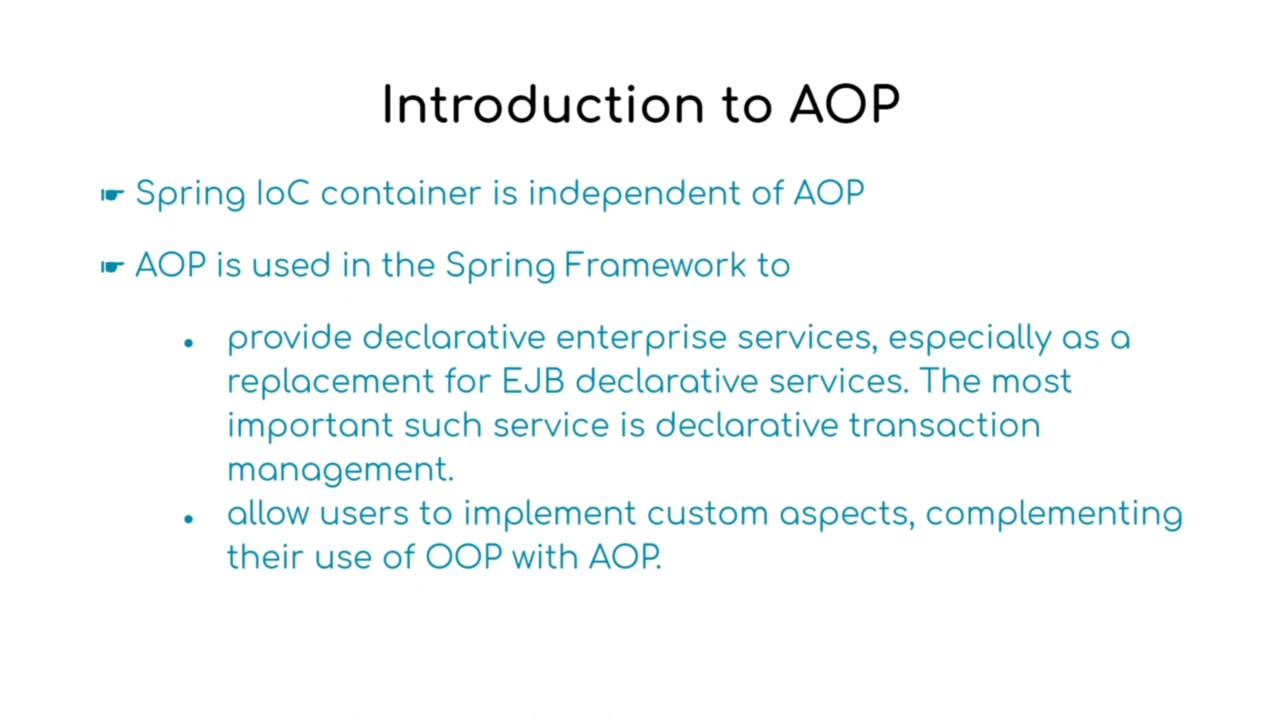 Introduction to AOP
☛ Spring IoC container is independent of AOP
☛ AOP is used in the Spring Framework to
• provide declarative enterprise services, especially as a
replacement for EJB declarative services. The most
important such service is declarative transaction
management.
• allow users to implement custom aspects, complementing
their use of OOP with AOP.